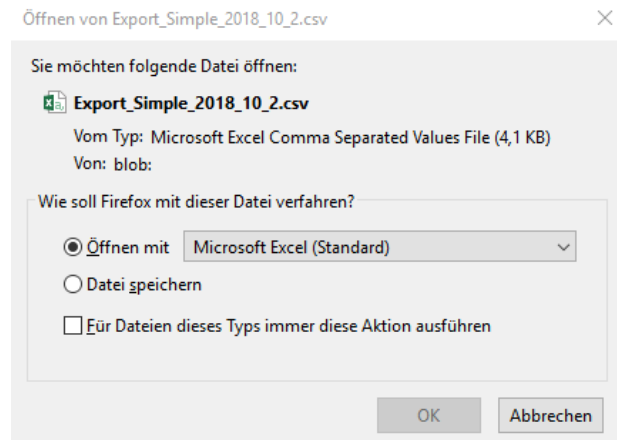 Öffnen von Export_Simple_2018_10_2.csv
Sie möchten folgende Datei öffnen:
Export_Simple_2018_10_2.csv
Vom Typ: Microsoft Excel Comma Separated Values File (4,1 KB)
Von: blob:
Wie soll Firefox mit dieser Datei verfahren?
Öffnen mit Microsoft Excel (Standard)
Datei speichern
Für Dateien dieses Typs immer diese Aktion ausführen
OK Abbrechen